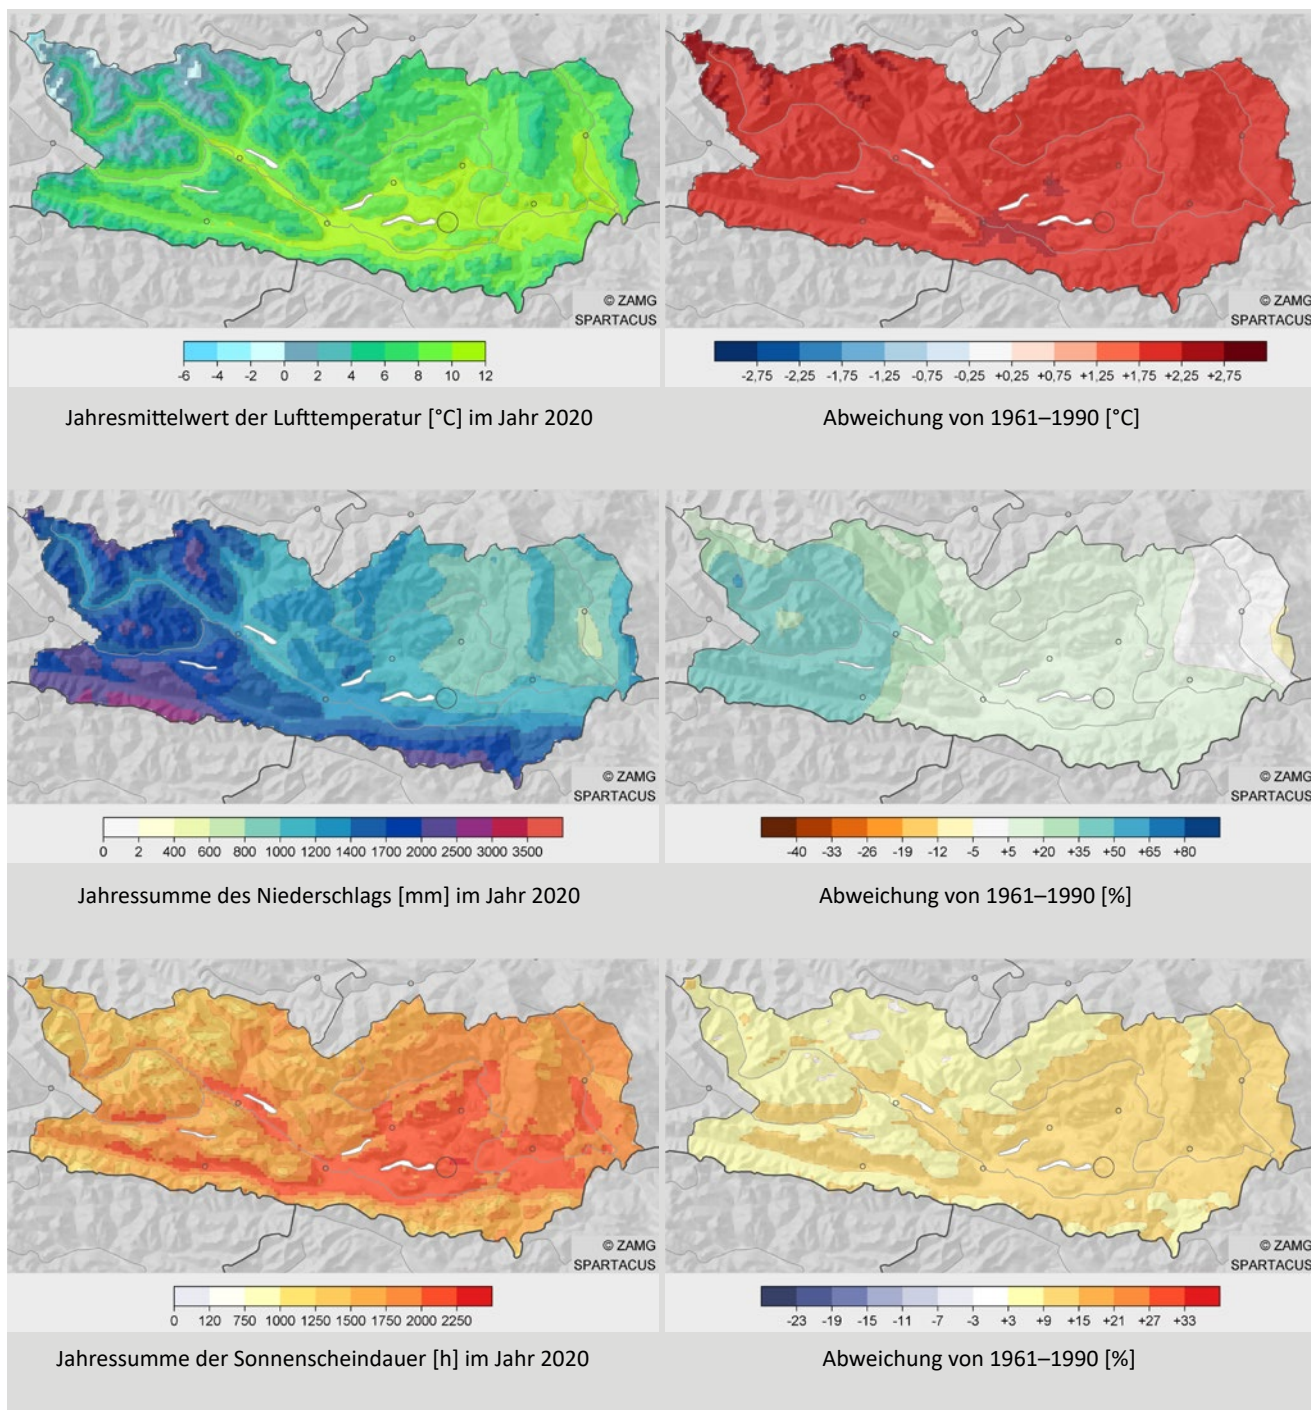 © ZAMG
SPARTACUS
© ZAMG
SPARTACUS
-6 -4 -2 0 2 4 6 8 10 12
-2,75 -2,25 -1,75 -1,25 -0,75 -0,25 +0,25 +0,75 +1,25 +1,75 +2,25 +2,75
Jahresmittelwert der Lufttemperatur [°C] im Jahr 2020
Abweichung von 1961–1990 [°C]
© ZAMG
SPARTACUS
© ZAMG
SPARTACUS
0 2 400 600 800 1000 1200 1400 1700 2000 2500 3000 3500
-40 -33 -26 -19 -12 -5 +5 +20 +35 +50 +65 +80
Jahressumme des Niederschlags [mm] im Jahr 2020
Abweichung von 1961–1990 [%]
© ZAMG
SPARTACUS
© ZAMG
SPARTACUS
0 120 750 1000 1250 1500 1750 2000 2250
-23 -19 -15 -11 -7 -3 +3 +9 +15 +21 +27 +33
Jahressumme der Sonnenscheindauer [h] im Jahr 2020
Abweichung von 1961–1990 [%]